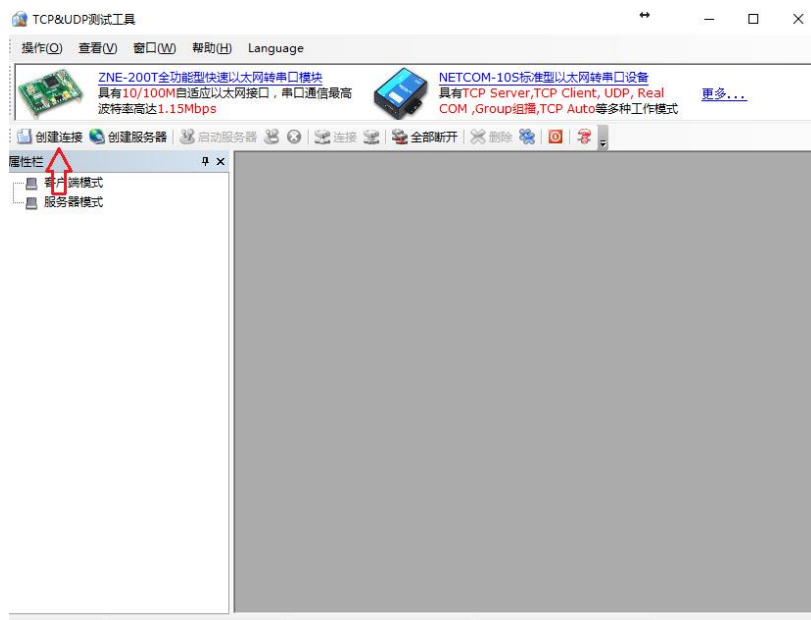 TCP&UDP测试工具
操作(O) 查看(V) 窗口(W) 帮助(H) Language
ZNE-200T全功能型快速以太网转串口模块
具有10/100M自适应以太网接口，串口通信最高
波特率高达1.15Mbps
NETCOM-10S标准型以太网转串口设备
具有TCP Server,TCP Client, UDP, Real
COM ,Group组播,TCP Auto等多种工作模式
更多...
创建连接 创建服务器 启动服务器 连接 全部断开 删除
属性栏
客户端模式
服务器模式